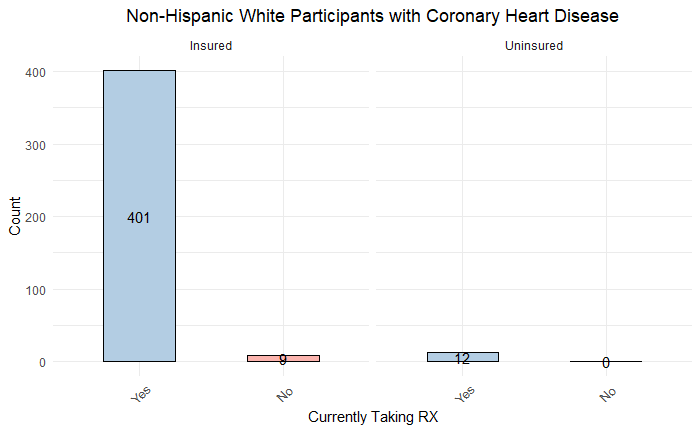 Non-Hispanic White Participants with Coronary Heart Disease
Insured
Uninsured
Count
400
300
200
100
0
401
9
12
0
Yes
No
Yes
No
Currently Taking RX